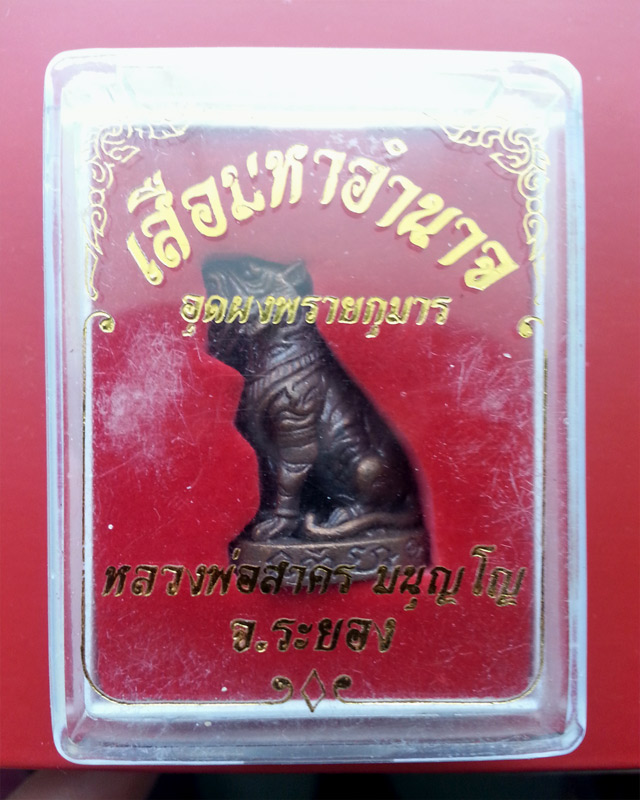 เสือมหาอำนาจ
อุดผงพรายกุมาร
หลวงพ่อสาคร มนุญฺโญ
จ.ระยอง